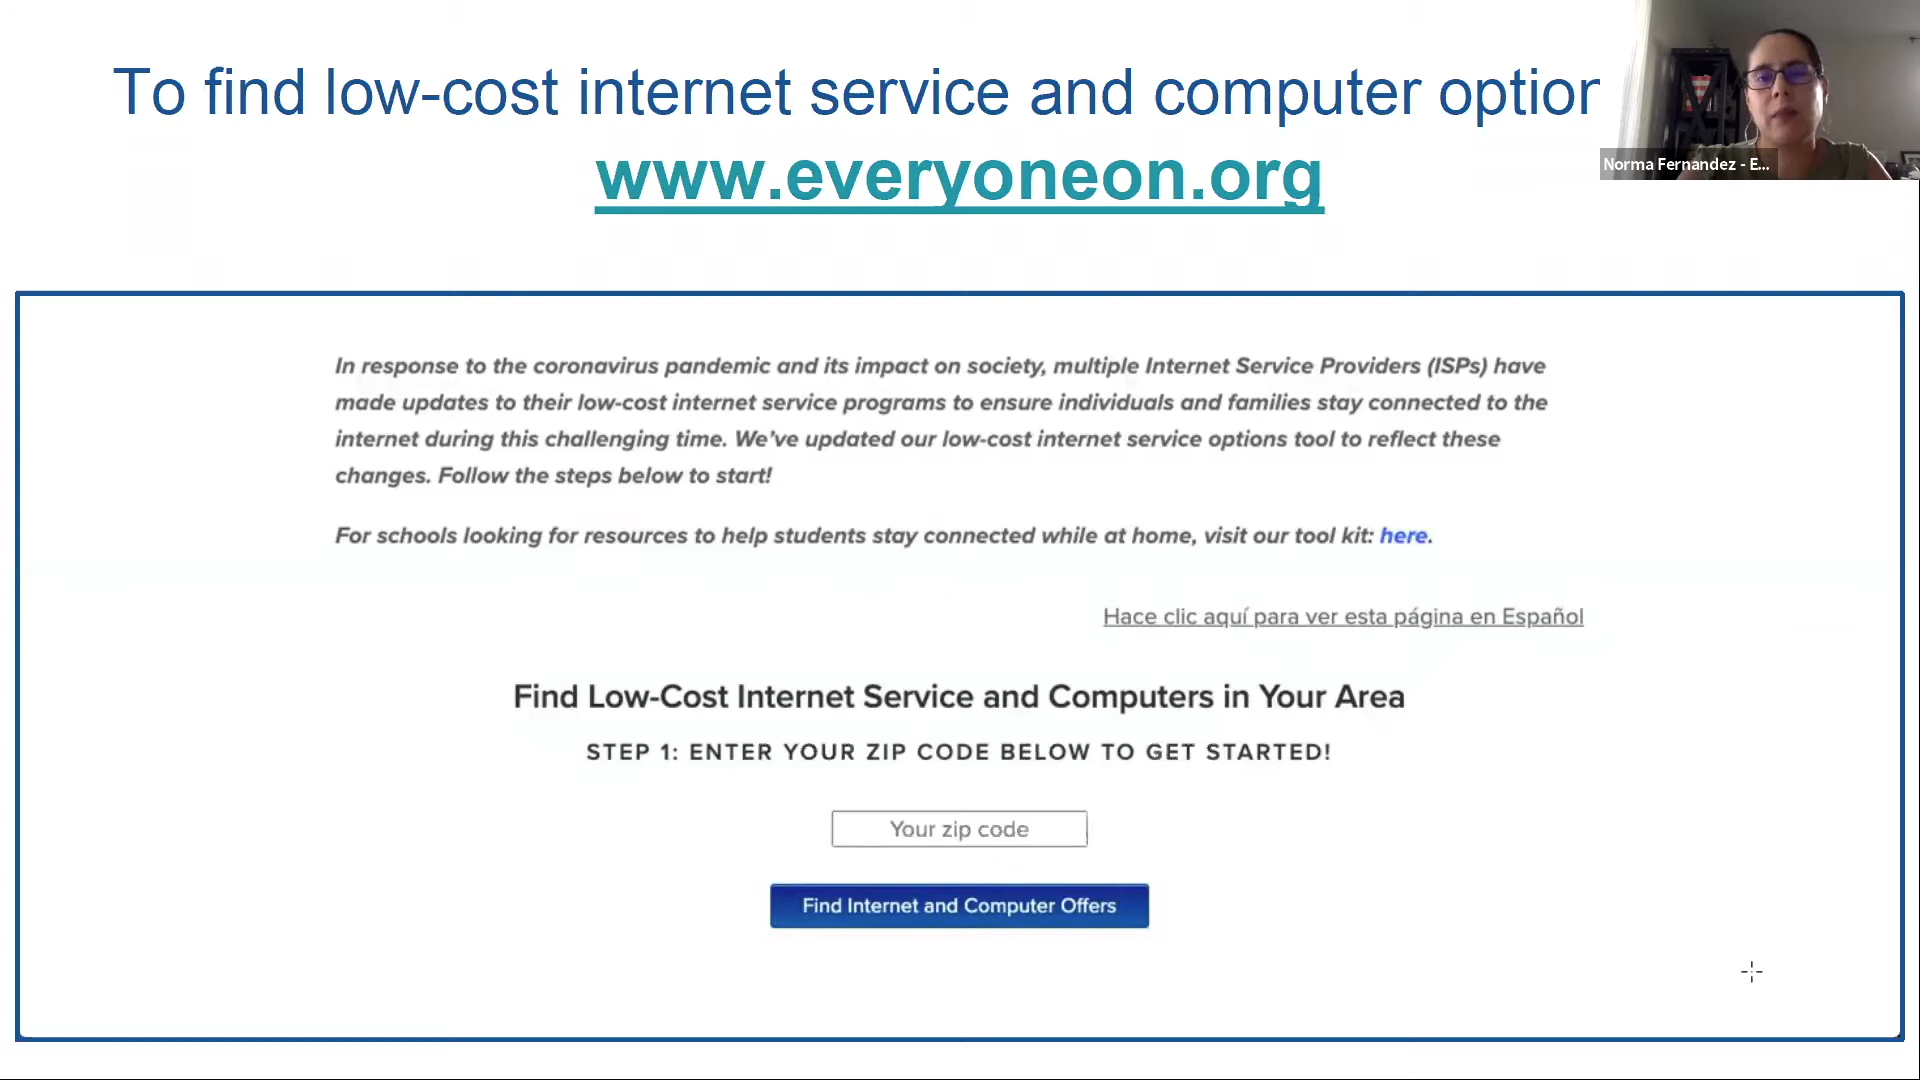 To find low-cost internet service and computer option
www.everyoneon.org
Norma Fernandez - E...
In response to the coronavirus pandemic and its impact on society, multiple Internet Service Providers (ISPs) have
made updates to their low-cost internet service programs to ensure individuals and families stay connected to the
internet during this challenging time. We've updated our low-cost internet service options tool to reflect these
changes. Follow the steps below to start!
For schools looking for resources to help students stay connected while at home, visit our tool kit: here.
Hace clic aquí para ver esta página en Español
Find Low-Cost Internet Service and Computers in Your Area
STEP 1: ENTER YOUR ZIP CODE BELOW TO GET STARTED!
Your zip code
Find Internet and Computer Offers